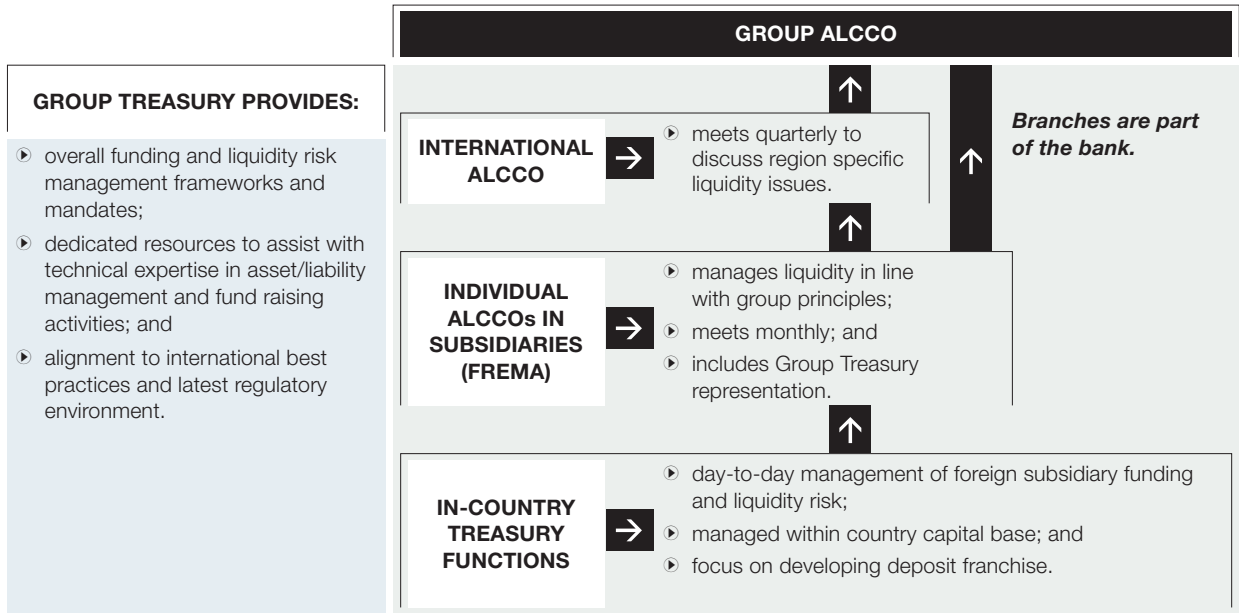 GROUP ALCCO
GROUP TREASURY PROVIDES:
overall funding and liquidity risk
management frameworks and
mandates;
dedicated resources to assist with
technical expertise in asset/liability
management and fund raising
activities; and
alignment to international best
practices and latest regulatory
environment.
INTERNATIONAL
ALCCO
meets quarterly to
discuss region specific
liquidity issues.
Branches are part
of the bank.
INDIVIDUAL
ALCCOs IN
SUBSIDIARIES
(FREMA)
manages liquidity in line
with group principles;
meets monthly; and
includes Group Treasury
representation.
IN-COUNTRY
TREASURY
FUNCTIONS
day-to-day management of foreign subsidiary funding
and liquidity risk;
managed within country capital base; and
focus on developing deposit franchise.